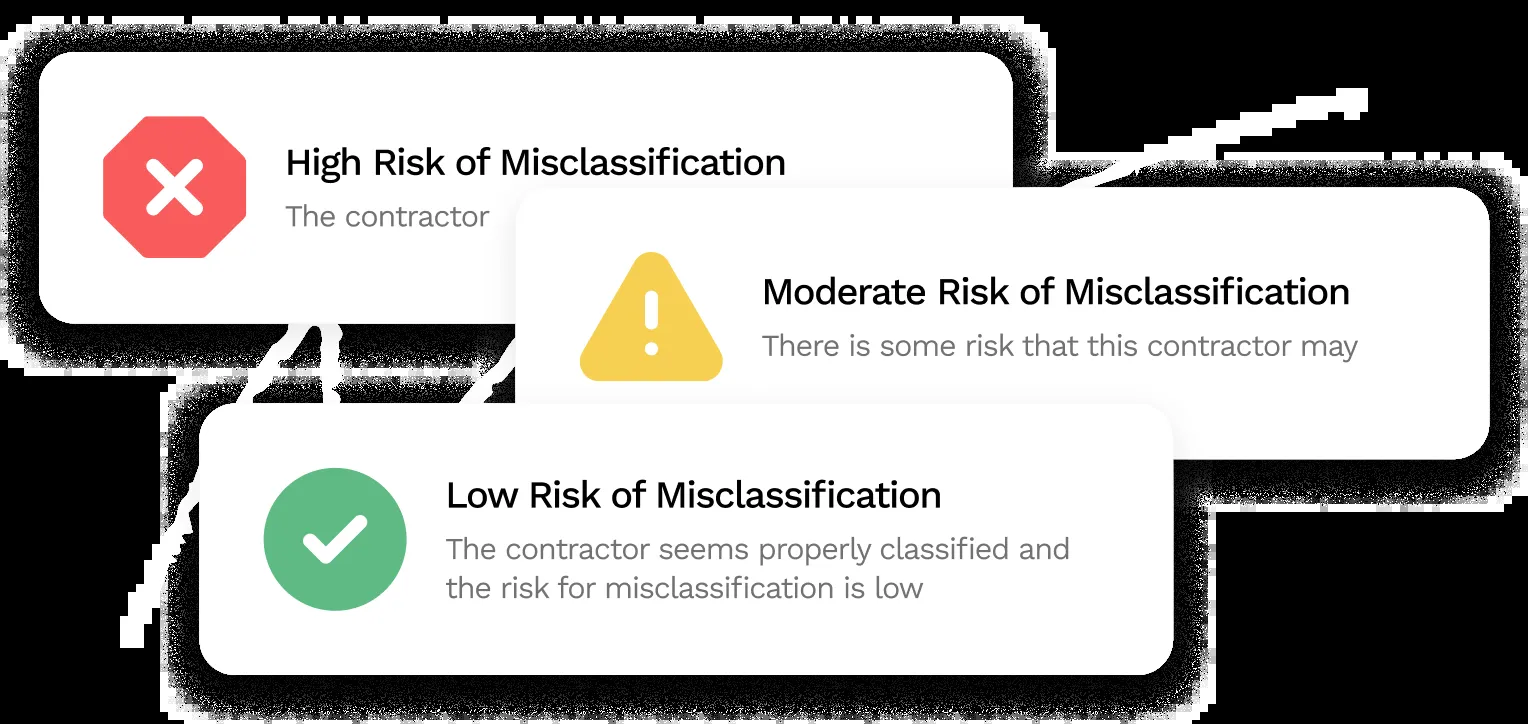 High Risk of Misclassification
The contractor
Moderate Risk of Misclassification
There is some risk that this contractor may
Low Risk of Misclassification
The contractor seems properly classified and
the risk for misclassification is low